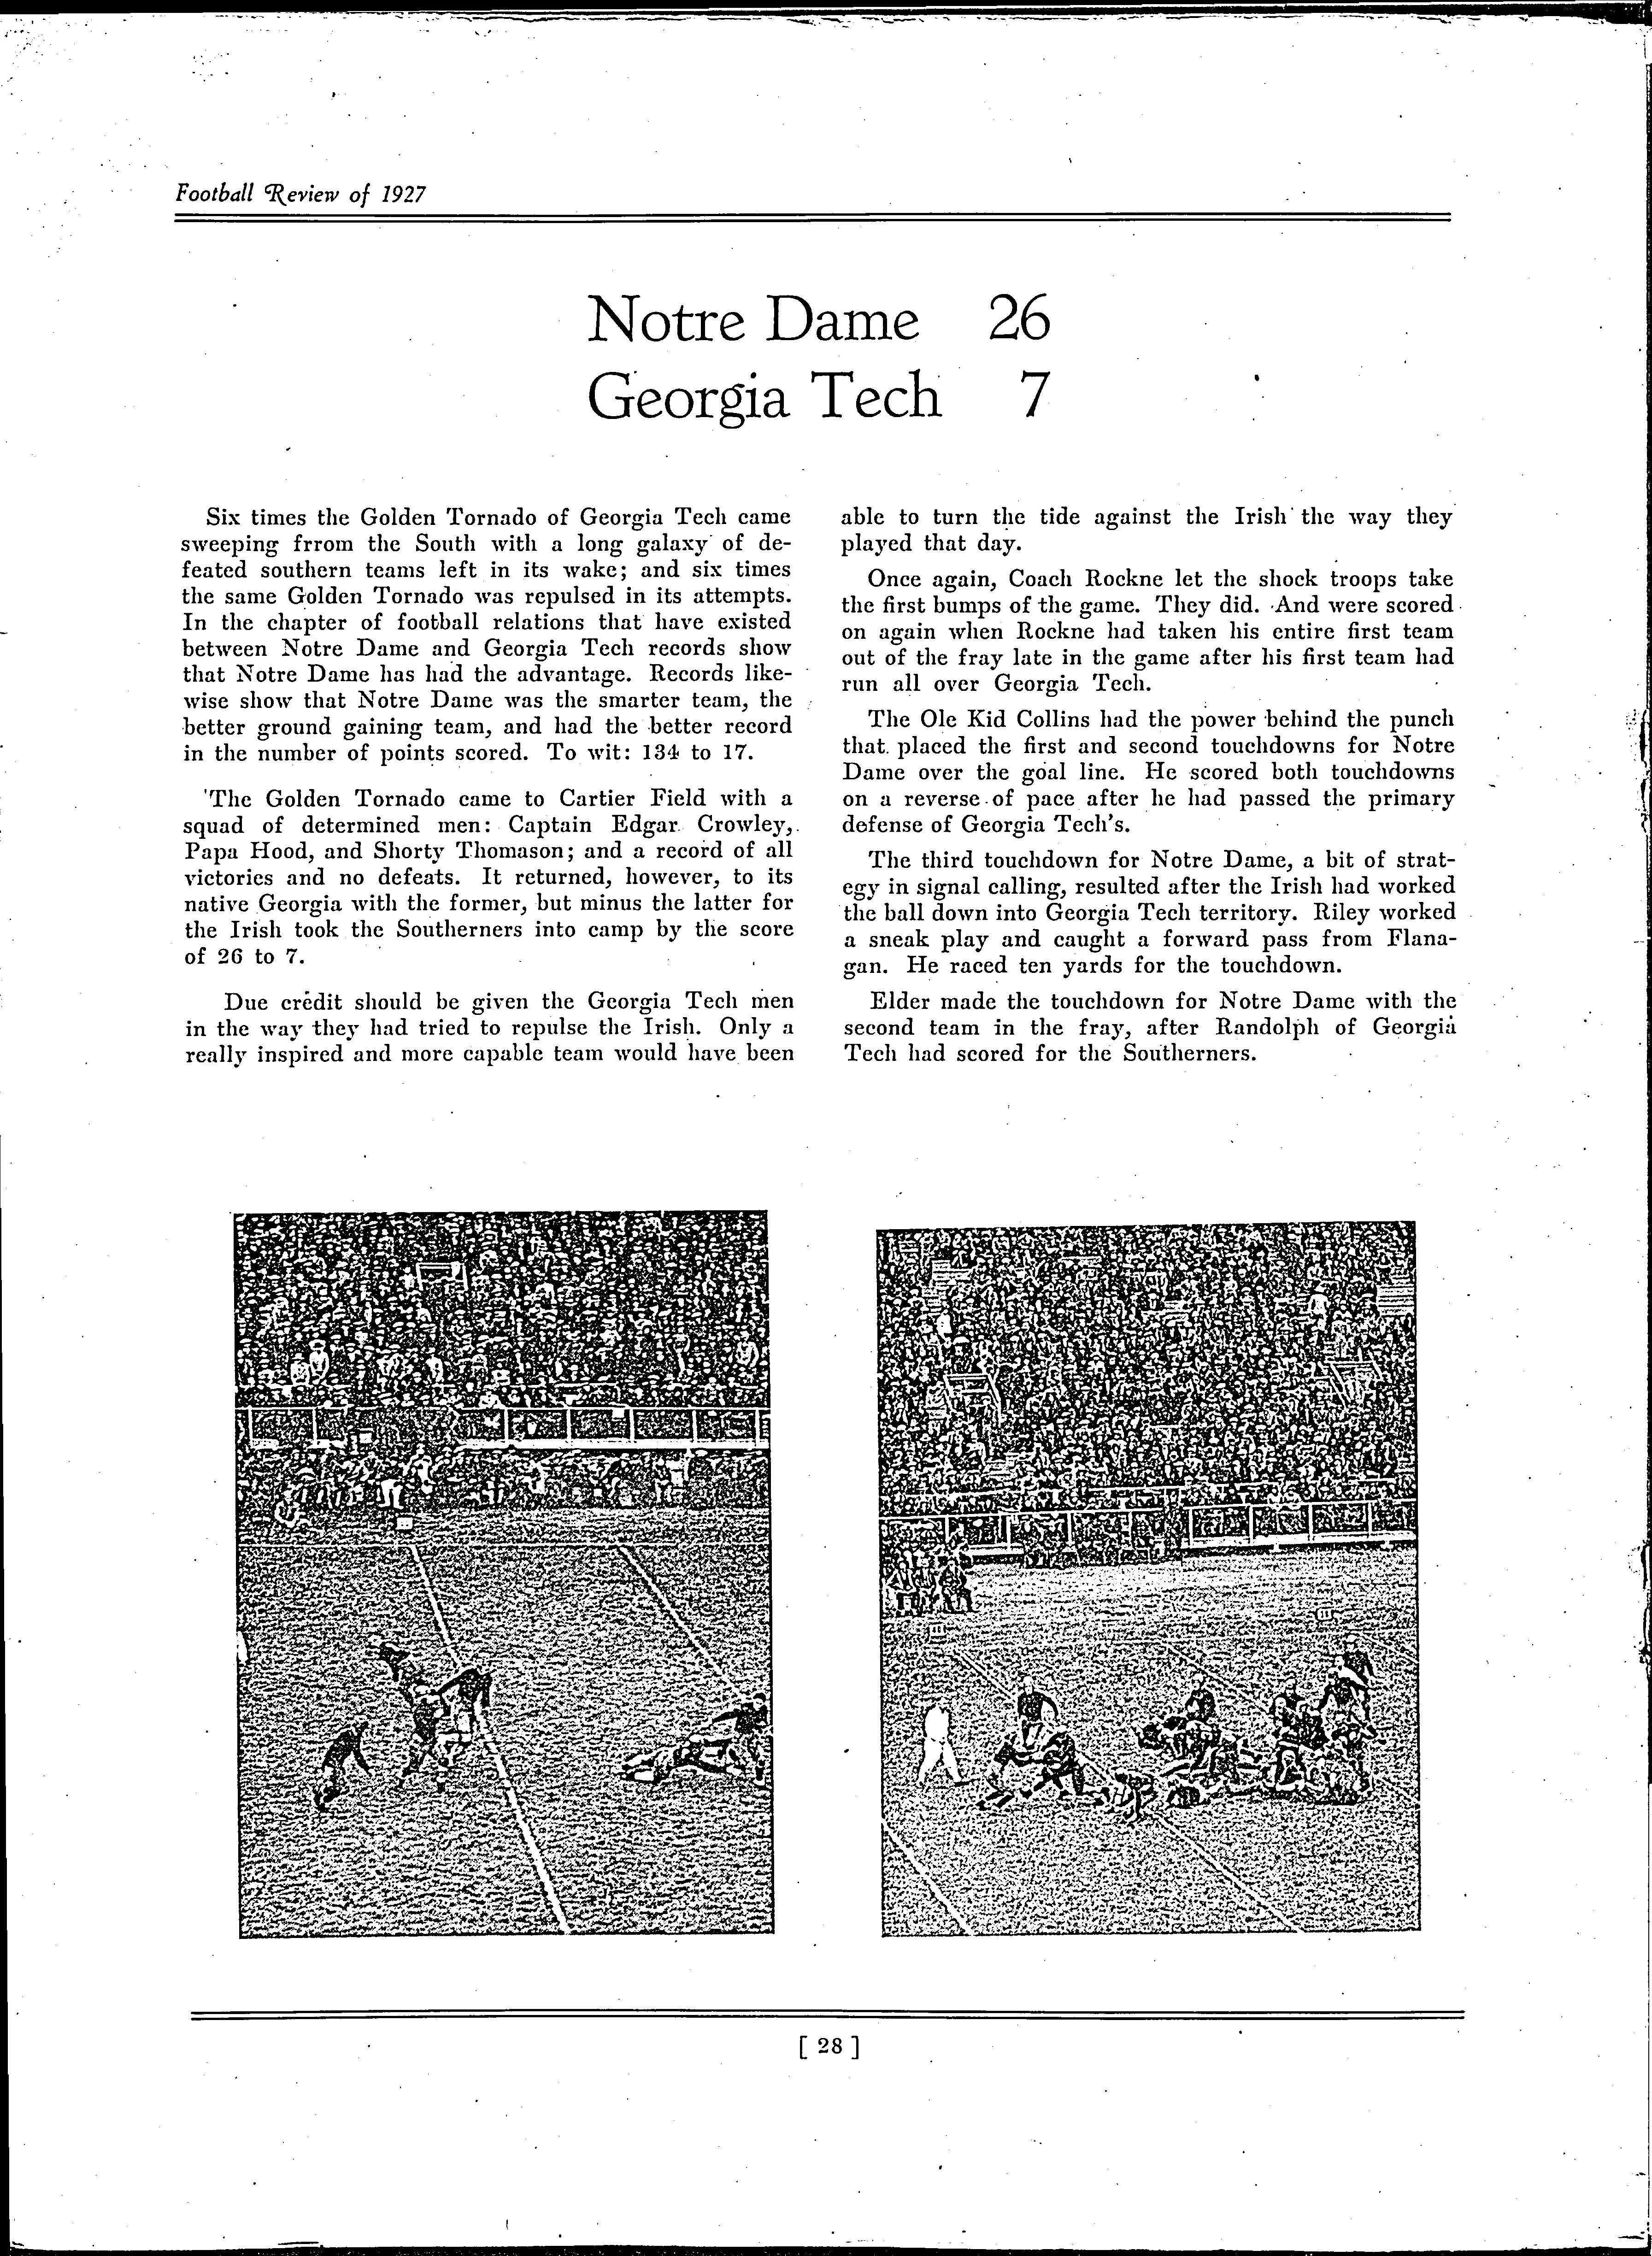 Football Review of 1927
Notre Dame 26
Georgia Tech 7
Six times the Golden Tornado of Georgia Tech came
sweeping frrom the South with a long galaxy of de-
feated southern teams left in its wake; and six times
the same Golden Tornado was repulsed in its attempts.
In the chapter of football relations that have existed
between Notre Dame and Georgia Tech records show
that Notre Dame has had the advantage. Records like-
wise show that Notre Dame was the smarter team, the
better ground gaining team, and had the better record
in the number of points scored. To wit: 134 to 17.
The Golden Tornado came to Cartier Field with a
squad of determined men: Captain Edgar Crowley,
Papa Hood, and Shorty Thomason; and a record of all
victories and no defeats. It returned, however, to its
native Georgia with the former, but minus the latter for
the Irish took the Southerners into camp by the score
of 26 to 7.
Due credit should be given the Georgia Tech men
in the way they had tried to repulse the Irish. Only a
really inspired and more capable team would have been
able to turn the tide against the Irish the way they
played that day.
Once again, Coach Rockne let the shock troops take
the first bumps of the game. They did. And were scored
on again when Rockne had taken his entire first team
out of the fray late in the game after his first team had
run all over Georgia Tech.
The Ole Kid Collins had the power behind the punch
that placed the first and second touchdowns for Notre
Dame over the goal line. He scored both touchdowns
on a reverse of pace after he had passed the primary
defense of Georgia Tech's.
The third touchdown for Notre Dame, a bit of strat-
egy in signal calling, resulted after the Irish had worked
the ball down into Georgia Tech territory. Riley worked
a sneak play and caught a forward pass from Flana-
gan. He raced ten yards for the touchdown.
Elder made the touchdown for Notre Dame with the
second team in the fray, after Randolph of Georgia
Tech had scored for the Southerners.
[ 28 ]